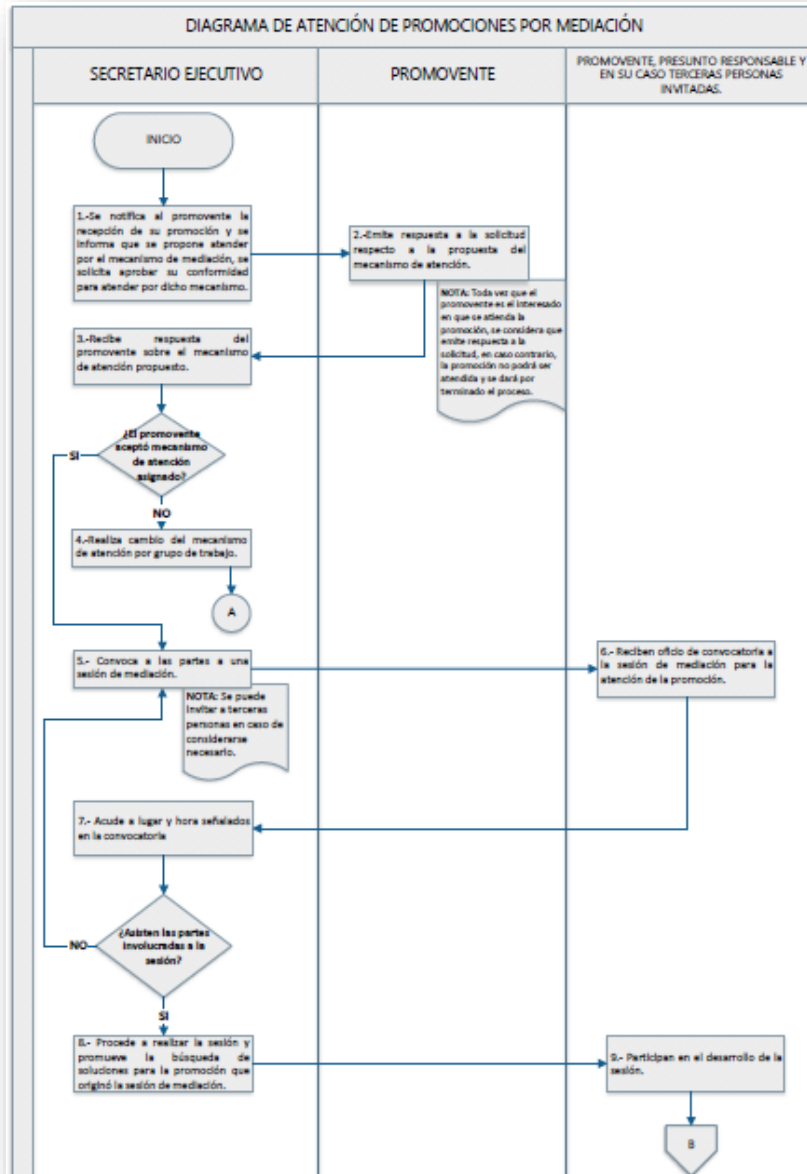 DIAGRAMA DE ATENCIÓN DE PROMOCIONES POR MEDIACIÓN
SECRETARIO EJECUTIVO
PROMOVENTE
PROMOVENTE, PRESUNTO RESPONSABLE Y
EN SU CASO TERCERAS PERSONAS
INVITADAS.
INICIO
1.-Se notifica al promovente la
recepción de su promoción y se
informa que se propone atender
por el mecanismo de mediación, se
solicita aprobar su conformidad
para atender por dicho mecanismo.
2.-Emite respuesta a la solicitud
respecto a la propuesta del
mecanismo de atención.
NOTA: Toda vez que el
promovente es el interesado
en que se atienda la
promoción, se considera que
emite respuesta a la
solicitud, en caso contrario,
la promoción no podrá ser
atendida y se dará por
terminado el proceso.
3.-Recibe respuesta del
promovente sobre el mecanismo
de atención propuesto.
¿El promovente
aceptó mecanismo
de atención
asignado?
SI
NO
4.-Realiza cambio del mecanismo
de atención por grupo de trabajo.
A
5.- Convoca a las partes a una
sesión de mediación.
NOTA: Se puede
invitar a terceras
personas en caso de
considerarse
necesario.
6.- Reciben oficio de convocatoria a
la sesión de mediación para la
atención de la promoción.
7.- Acude a lugar y hora señalados
en la convocatoria
¿Asisten las partes
involucradas a la
sesión?
NO
SI
8.- Procede a realizar la sesión y
promueve la búsqueda de
soluciones para la promoción que
originó la sesión de mediación.
9.- Participan en el desarrollo de la
sesión.
B